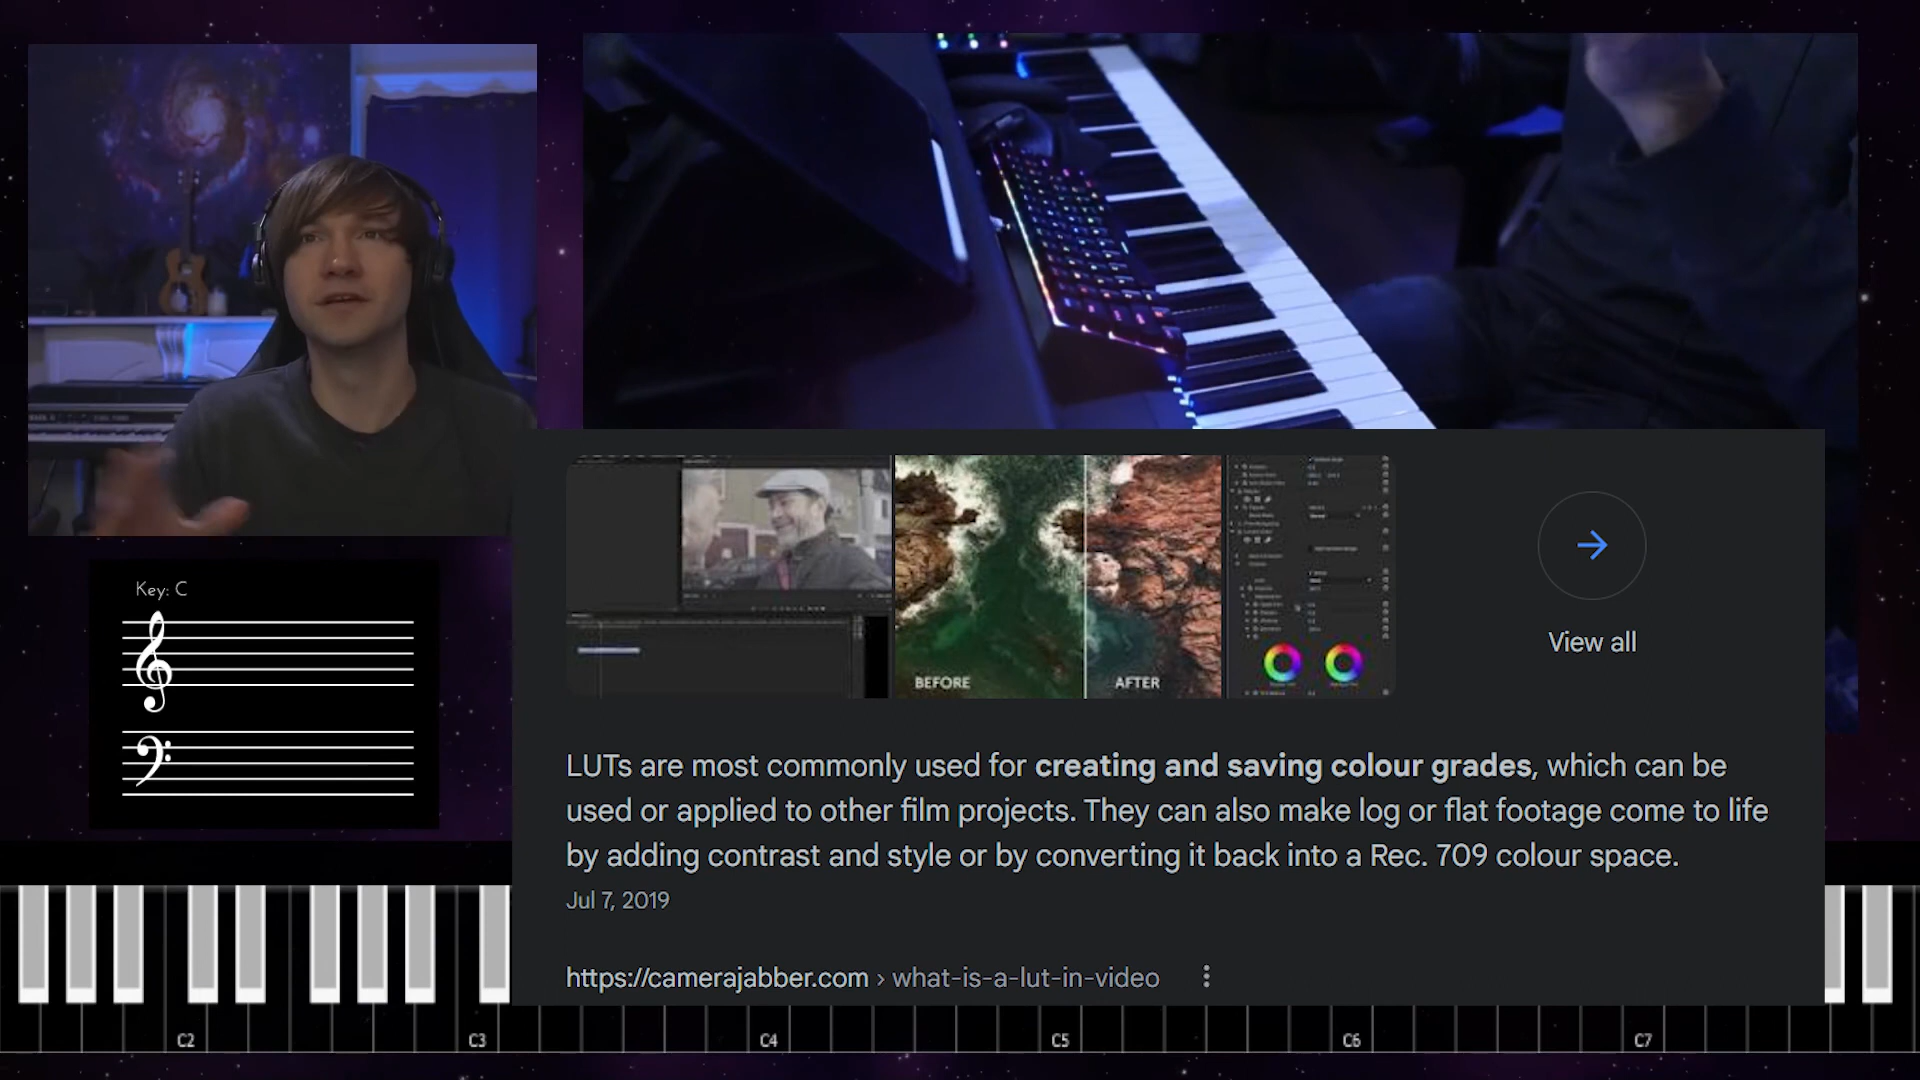 Key: C
BEFORE
AFTER
View all
LUTs are most commonly used for creating and saving colour grades, which can be
used or applied to other film projects. They can also make log or flat footage come to life
by adding contrast and style or by converting it back into a Rec. 709 colour space.
Jul 7, 2019
https://camerajabber.com › what-is-a-lut-in-video
C2
C3
C4
C5
C6
C7